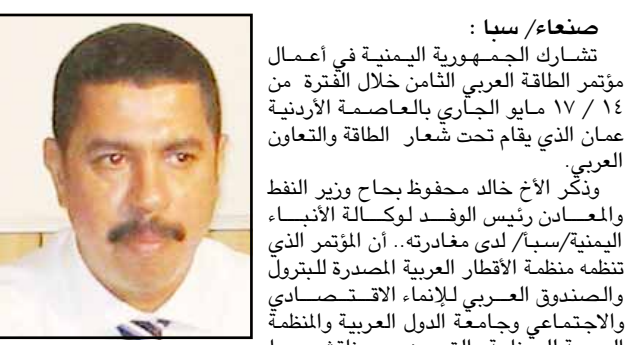 صنعاء/ سبا :
تشارك الجمهورية اليمنية في أعمال
مؤتمر الطاقة العربي الثامن خلال الفترة من
١٤ / ١٧ مايو الجاري بالعاصمة الأردنية
عمان الذي يقام تحت شعار الطاقة والتعاون
العربي.
وذكر الأخ خالد محفوظ بحاح وزير النفط
والمعادن رئيس الوفد لوكالة الأنباء
اليمنية/سبأ/ لدى مغادرته.. أن المؤتمر الذي
تنظمه منظمة الأقطار العربية المصدرة للبترول
والصندوق العربي للإنماء الاقتصادي
والاجتماعي وجامعة الدول العربية والمنظمة